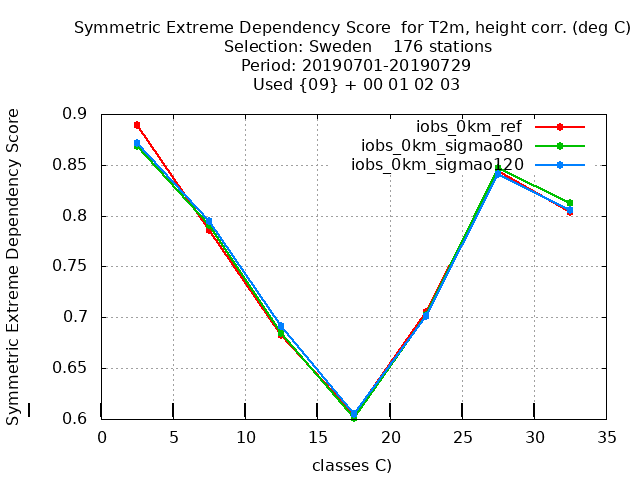 Symmetric Extreme Dependency Score  for T2m, height corr. (deg C)
Selection: Sweden    176 stations
Period: 20190701-20190729
Used {09} + 00 01 02 03
iobs_0km_ref
iobs_0km_sigmao80
iobs_0km_sigmao120
Symmetric Extreme Dependency Score
0.9
0.85
0.8
0.75
0.7
0.65
0.6
0 5 10 15 20 25 30 35
classes C)